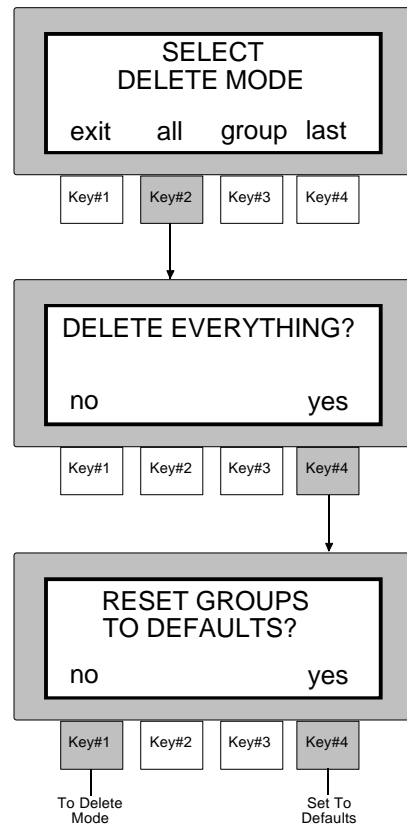 SELECT
DELETE MODE
exit all group last
Key#1 Key#2 Key#3 Key#4
DELETE EVERYTHING?
no yes
Key#1 Key#2 Key#3 Key#4
RESET GROUPS
TO DEFAULTS?
no yes
Key#1 Key#2 Key#3 Key#4
To Delete Set To
Mode Defaults